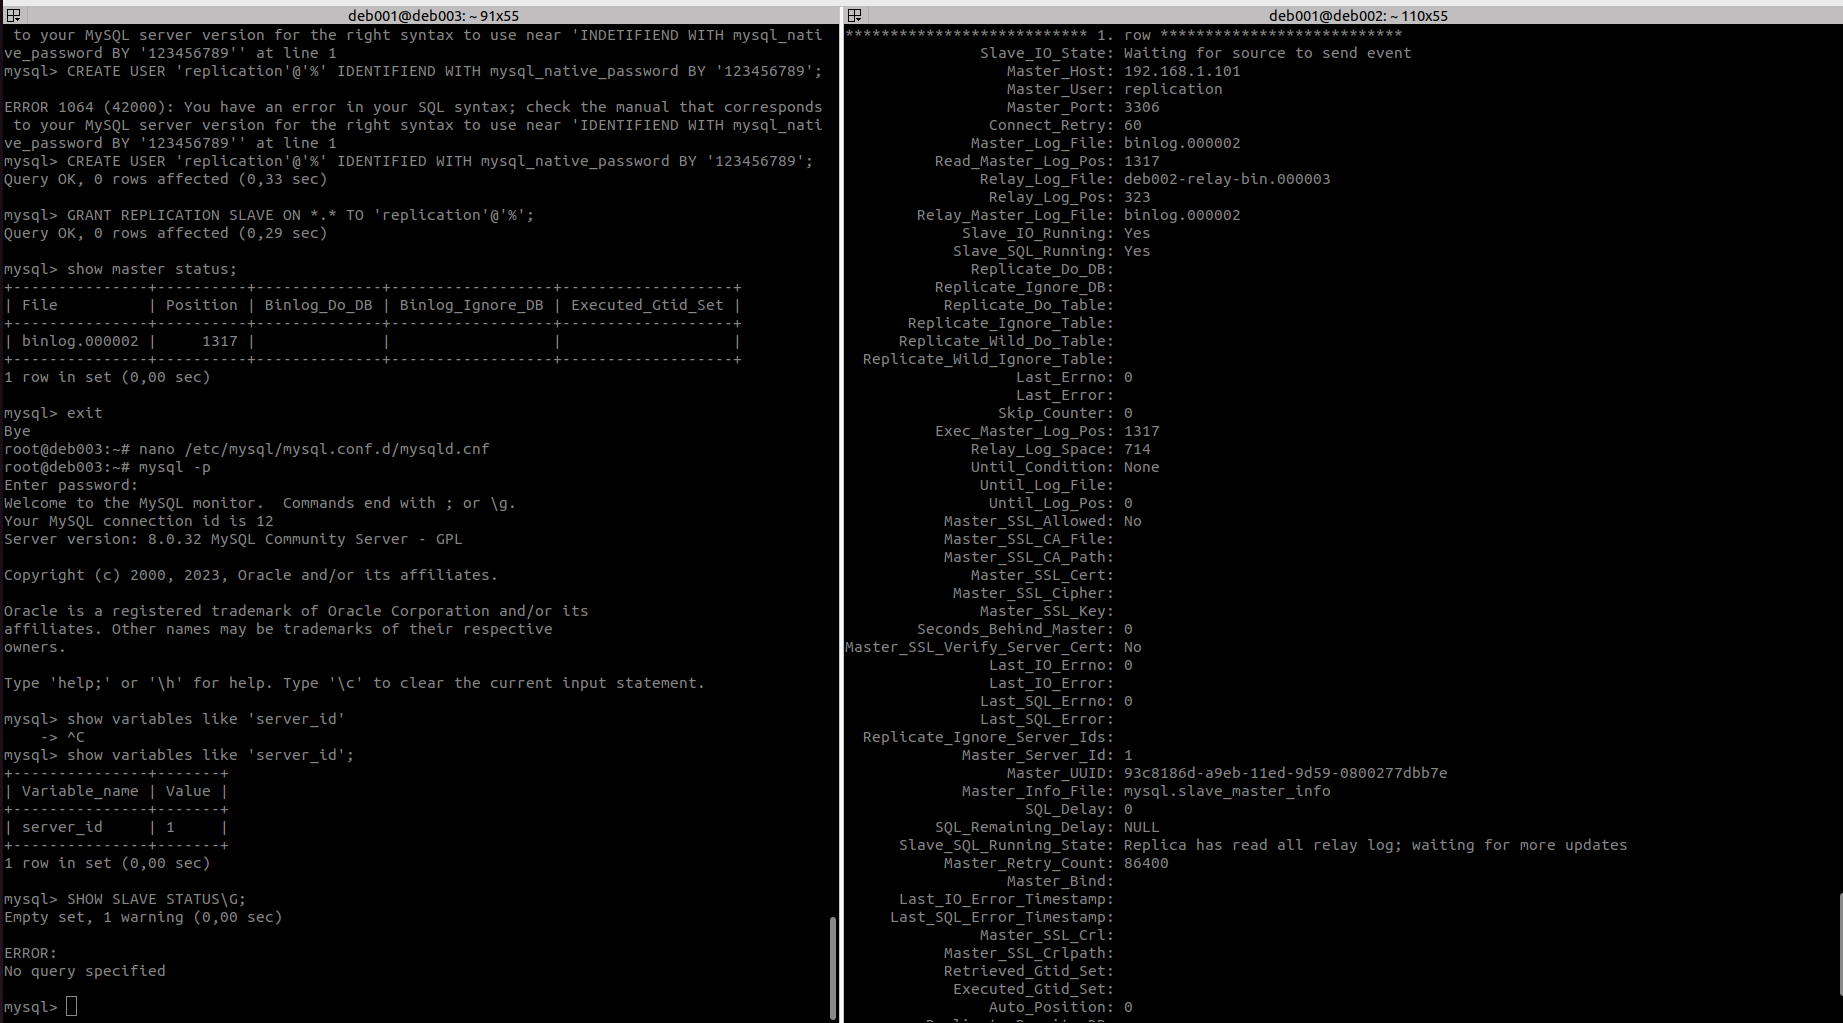 deb001@deb003: ~ 91x55
 to your MySQL server version for the right syntax to use near 'INDETIFIEND WITH mysql_nati
ve_password BY '123456789'' at line 1
mysql> CREATE USER 'replication'@'%' IDENTIFIEND WITH mysql_native_password BY '123456789';
ERROR 1064 (42000): You have an error in your SQL syntax; check the manual that corresponds
 to your MySQL server version for the right syntax to use near 'IDENTIFIEND WITH mysql_nati
ve_password BY '123456789'' at line 1
mysql> CREATE USER 'replication'@'%' IDENTIFIED WITH mysql_native_password BY '123456789';
Query OK, 0 rows affected (0,33 sec)
mysql> GRANT REPLICATION SLAVE ON *.* TO 'replication'@'%';
Query OK, 0 rows affected (0,29 sec)
mysql> show master status;
+---------------+----------+--------------+------------------+-------------------+
| File          | Position | Binlog_Do_DB | Binlog_Ignore_DB | Executed_Gtid_Set |
+---------------+----------+--------------+------------------+-------------------+
| binlog.000002 |     1317 |              |                  |                   |
+---------------+----------+--------------+------------------+-------------------+
1 row in set (0,00 sec)
mysql> exit
Bye
root@deb003:~# nano /etc/mysql/mysql.conf.d/mysqld.cnf
root@deb003:~# mysql -p
Enter password:
Welcome to the MySQL monitor.  Commands end with ; or \g.
Your MySQL connection id is 12
Server version: 8.0.32 MySQL Community Server - GPL
Copyright (c) 2000, 2023, Oracle and/or its affiliates.
Oracle is a registered trademark of Oracle Corporation and/or its
affiliates. Other names may be trademarks of their respective
owners.
Type 'help;' or '\h' for help. Type '\c' to clear the current input statement.
mysql> show variables like 'server_id'
    -> ^C
mysql> show variables like 'server_id';
+---------------+-------+
| Variable_name | Value |
+---------------+-------+
| server_id     | 1     |
+---------------+-------+
1 row in set (0,00 sec)
mysql> SHOW SLAVE STATUS\G;
Empty set, 1 warning (0,00 sec)
ERROR:
No query specified
mysql>
deb001@deb002: ~ 110x55
*************************** 1. row ***************************
Slave_IO_State: Waiting for source to send event
Master_Host: 192.168.1.101
Master_User: replication
Master_Port: 3306
Connect_Retry: 60
Master_Log_File: binlog.000002
Read_Master_Log_Pos: 1317
Relay_Log_File: deb002-relay-bin.000003
Relay_Log_Pos: 323
Relay_Master_Log_File: binlog.000002
Slave_IO_Running: Yes
Slave_SQL_Running: Yes
Replicate_Do_DB:
Replicate_Ignore_DB:
Replicate_Do_Table:
Replicate_Ignore_Table:
Replicate_Wild_Do_Table:
Replicate_Wild_Ignore_Table:
Last_Errno: 0
Last_Error:
Skip_Counter: 0
Exec_Master_Log_Pos: 1317
Relay_Log_Space: 714
Until_Condition: None
Until_Log_File:
Until_Log_Pos: 0
Master_SSL_Allowed: No
Master_SSL_CA_File:
Master_SSL_CA_Path:
Master_SSL_Cert:
Master_SSL_Cipher:
Master_SSL_Key:
Seconds_Behind_Master: 0
Master_SSL_Verify_Server_Cert: No
Last_IO_Errno: 0
Last_IO_Error:
Last_SQL_Errno: 0
Last_SQL_Error:
Replicate_Ignore_Server_Ids:
Master_Server_Id: 1
Master_UUID: 93c8186d-a9eb-11ed-9d59-0800277dbb7e
Master_Info_File: mysql.slave_master_info
SQL_Delay: 0
SQL_Remaining_Delay: NULL
Slave_SQL_Running_State: Replica has read all relay log; waiting for more updates
Master_Retry_Count: 86400
Master_Bind:
Last_IO_Error_Timestamp:
Last_SQL_Error_Timestamp:
Master_SSL_Crl:
Master_SSL_Crlpath:
Retrieved_Gtid_Set:
Executed_Gtid_Set:
Auto_Position: 0